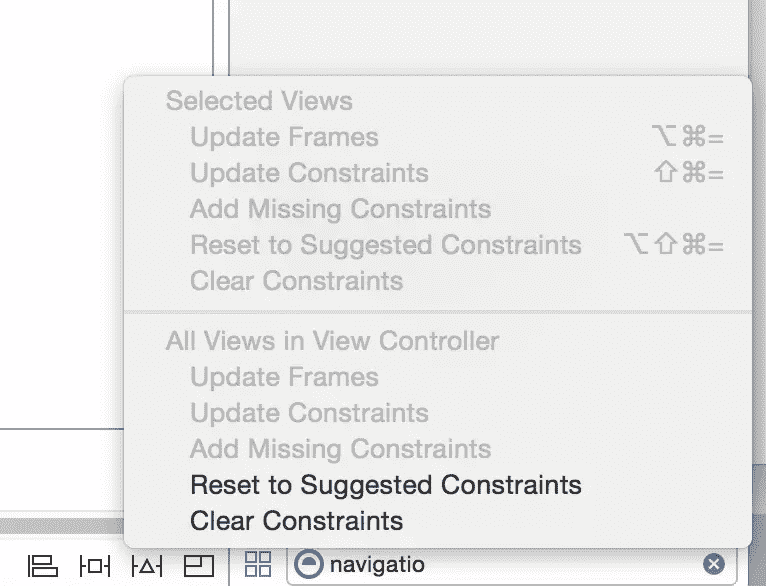 Selected Views
Update Frames ⌥⌘=
Update Constraints ⇧⌘=
Add Missing Constraints
Reset to Suggested Constraints ⌥⇧⌘=
Clear Constraints
All Views in View Controller
Update Frames
Update Constraints
Add Missing Constraints
Reset to Suggested Constraints
Clear Constraints
navigatio